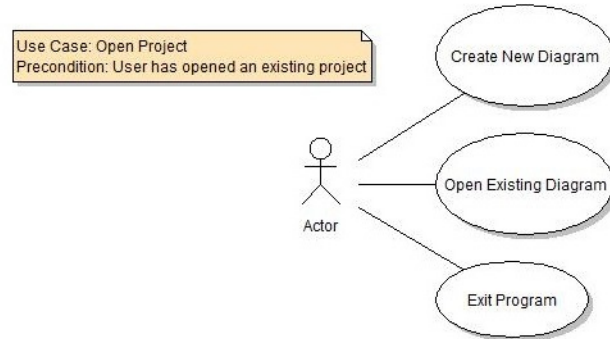 Use Case: Open Project
Precondition: User has opened an existing project
Create New Diagram
Open Existing Diagram
Actor
Exit Program